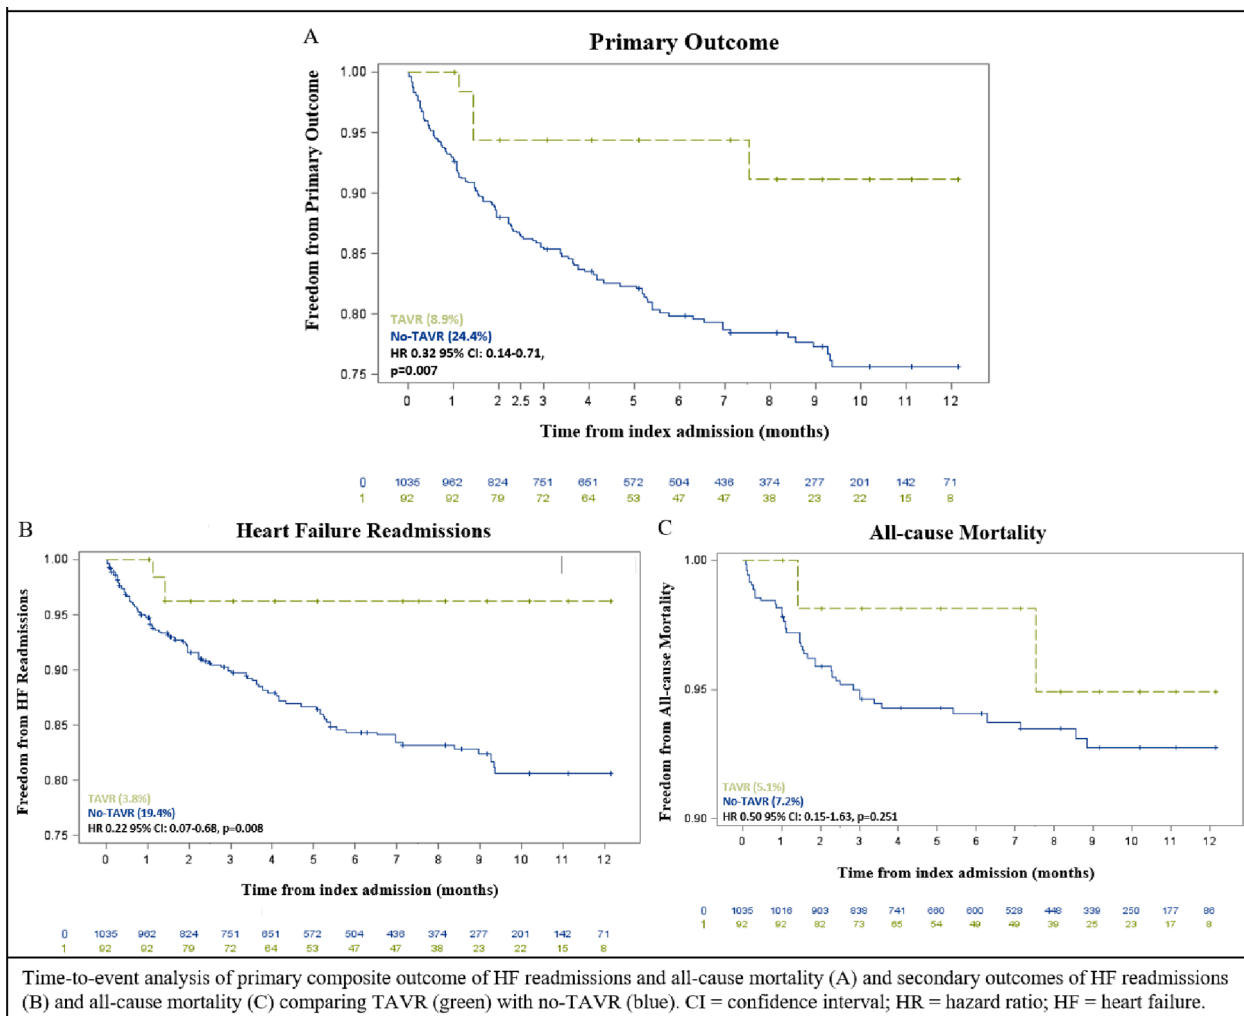 A
Primary Outcome
Freedom from Primary Outcome
1.00
0.95
0.90
0.85
0.80
0.75
TAVR (8.9%)
No-TAVR (24.4%)
HR 0.32 95% CI: 0.14-0.71,
p=0.007
0 1 2 2.5 3 4 5 6 7 8 9 10 11 12
Time from index admission (months)
0 1035 962 824 751 651 572 504 436 374 277 201 142 71
1 92 92 79 72 64 53 47 47 38 23 22 15 8
B
Heart Failure Readmissions
Freedom from HF Readmissions
1.00
0.95
0.90
0.85
0.80
0.75
TAVR (3.8%)
No-TAVR (19.4%)
HR 0.22 95% CI: 0.07-0.68, p=0.008
0 1 2 3 4 5 6 7 8 9 10 11 12
Time from index admission (months)
0 1035 962 824 751 651 572 504 436 374 277 201 142 71
1 92 92 79 72 64 53 47 47 38 23 22 15 8
C
All-cause Mortality
Freedom from All-cause Mortality
1.00
0.95
0.90
TAVR (5.1%)
No-TAVR (7.2%)
HR 0.50 95% CI: 0.15-1.63, p=0.251
0 1 2 3 4 5 6 7 8 9 10 11 12
Time from index admission (months)
0 1035 1016 903 838 741 660 600 528 448 339 250 177 86
1 92 92 82 73 65 54 49 49 39 25 23 17 8
Time-to-event analysis of primary composite outcome of HF readmissions and all-cause mortality (A) and secondary outcomes of HF readmissions
(B) and all-cause mortality (C) comparing TAVR (green) with no-TAVR (blue). CI = confidence interval; HR = hazard ratio; HF = heart failure.